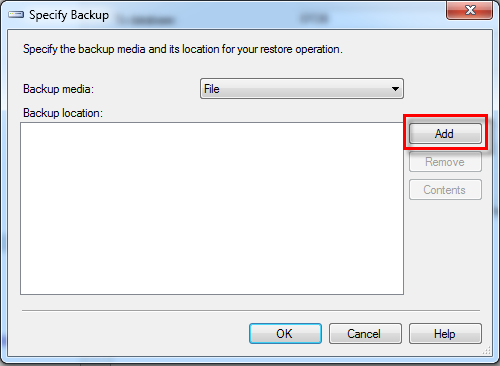 Specify Backup
Specify the backup media and its location for your restore operation.
Backup media:
File
Backup location:
Add
Remove
Contents
OK
Cancel
Help